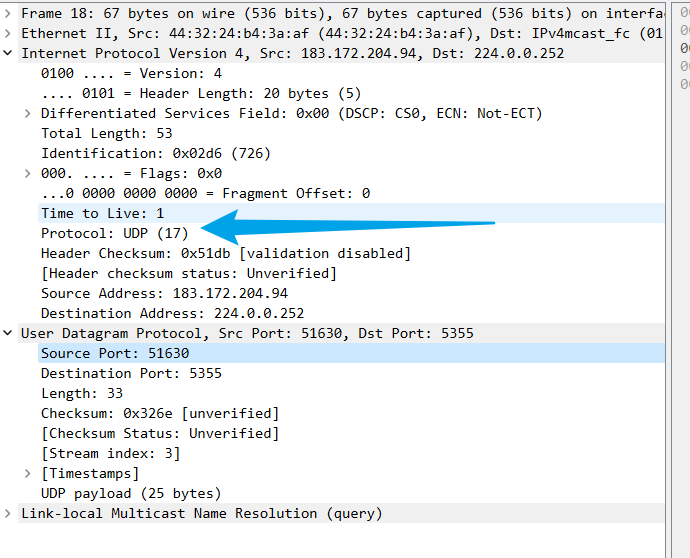 Frame 18: 67 bytes on wire (536 bits), 67 bytes captured (536 bits) on interfa
Ethernet II, Src: 44:32:24:b4:3a:af (44:32:24:b4:3a:af), Dst: IPv4mcast_fc (01
Internet Protocol Version 4, Src: 183.172.204.94, Dst: 224.0.0.252
0100 .... = Version: 4
.... 0101 = Header Length: 20 bytes (5)
Differentiated Services Field: 0x00 (DSCP: CS0, ECN: Not-ECT)
Total Length: 53
Identification: 0x02d6 (726)
000. .... = Flags: 0x0
...0 0000 0000 0000 = Fragment Offset: 0
Time to Live: 1
Protocol: UDP (17)
Header Checksum: 0x51db [validation disabled]
[Header checksum status: Unverified]
Source Address: 183.172.204.94
Destination Address: 224.0.0.252
User Datagram Protocol, Src Port: 51630, Dst Port: 5355
Source Port: 51630
Destination Port: 5355
Length: 33
Checksum: 0x326e [unverified]
[Checksum Status: Unverified]
[Stream index: 3]
[Timestamps]
UDP payload (25 bytes)
Link-local Multicast Name Resolution (query)